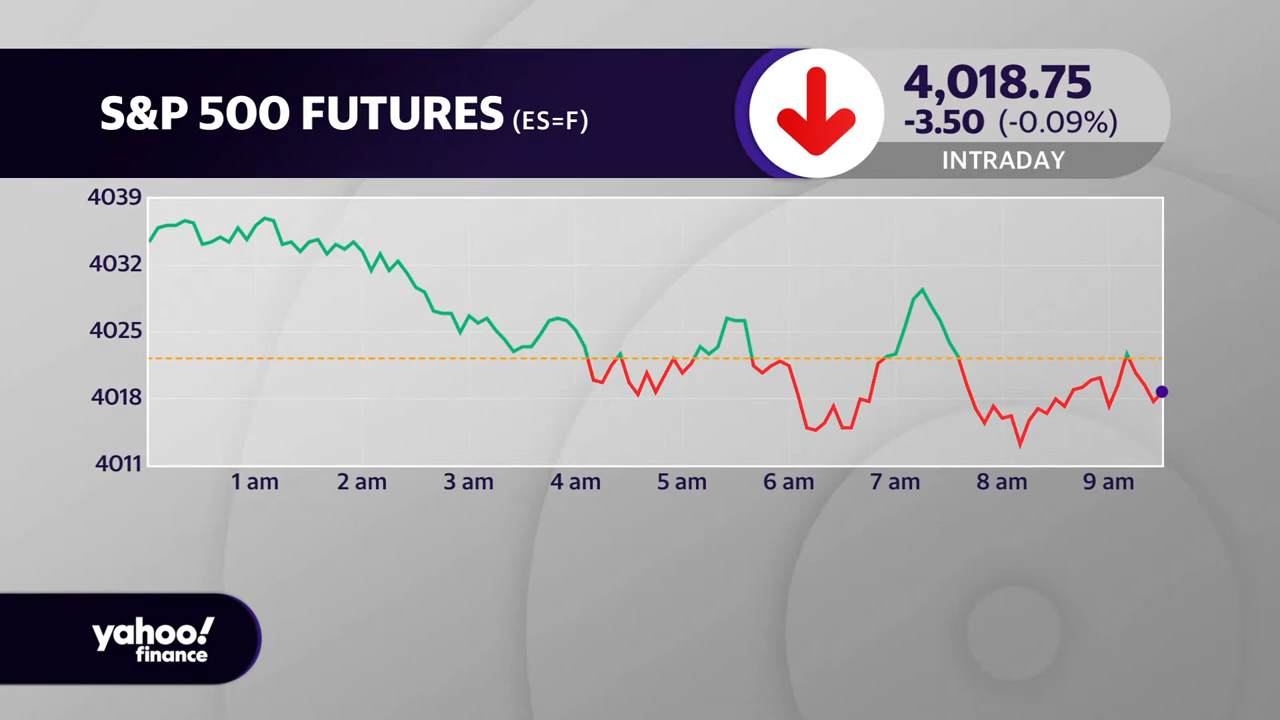 S&P 500 FUTURES (ES=F)
4,018.75
-3.50 (-0.09%)
INTRADAY
4039
4032
4025
4018
4011
1 am 2 am 3 am 4 am 5 am 6 am 7 am 8 am 9 am
yahoo!
finance